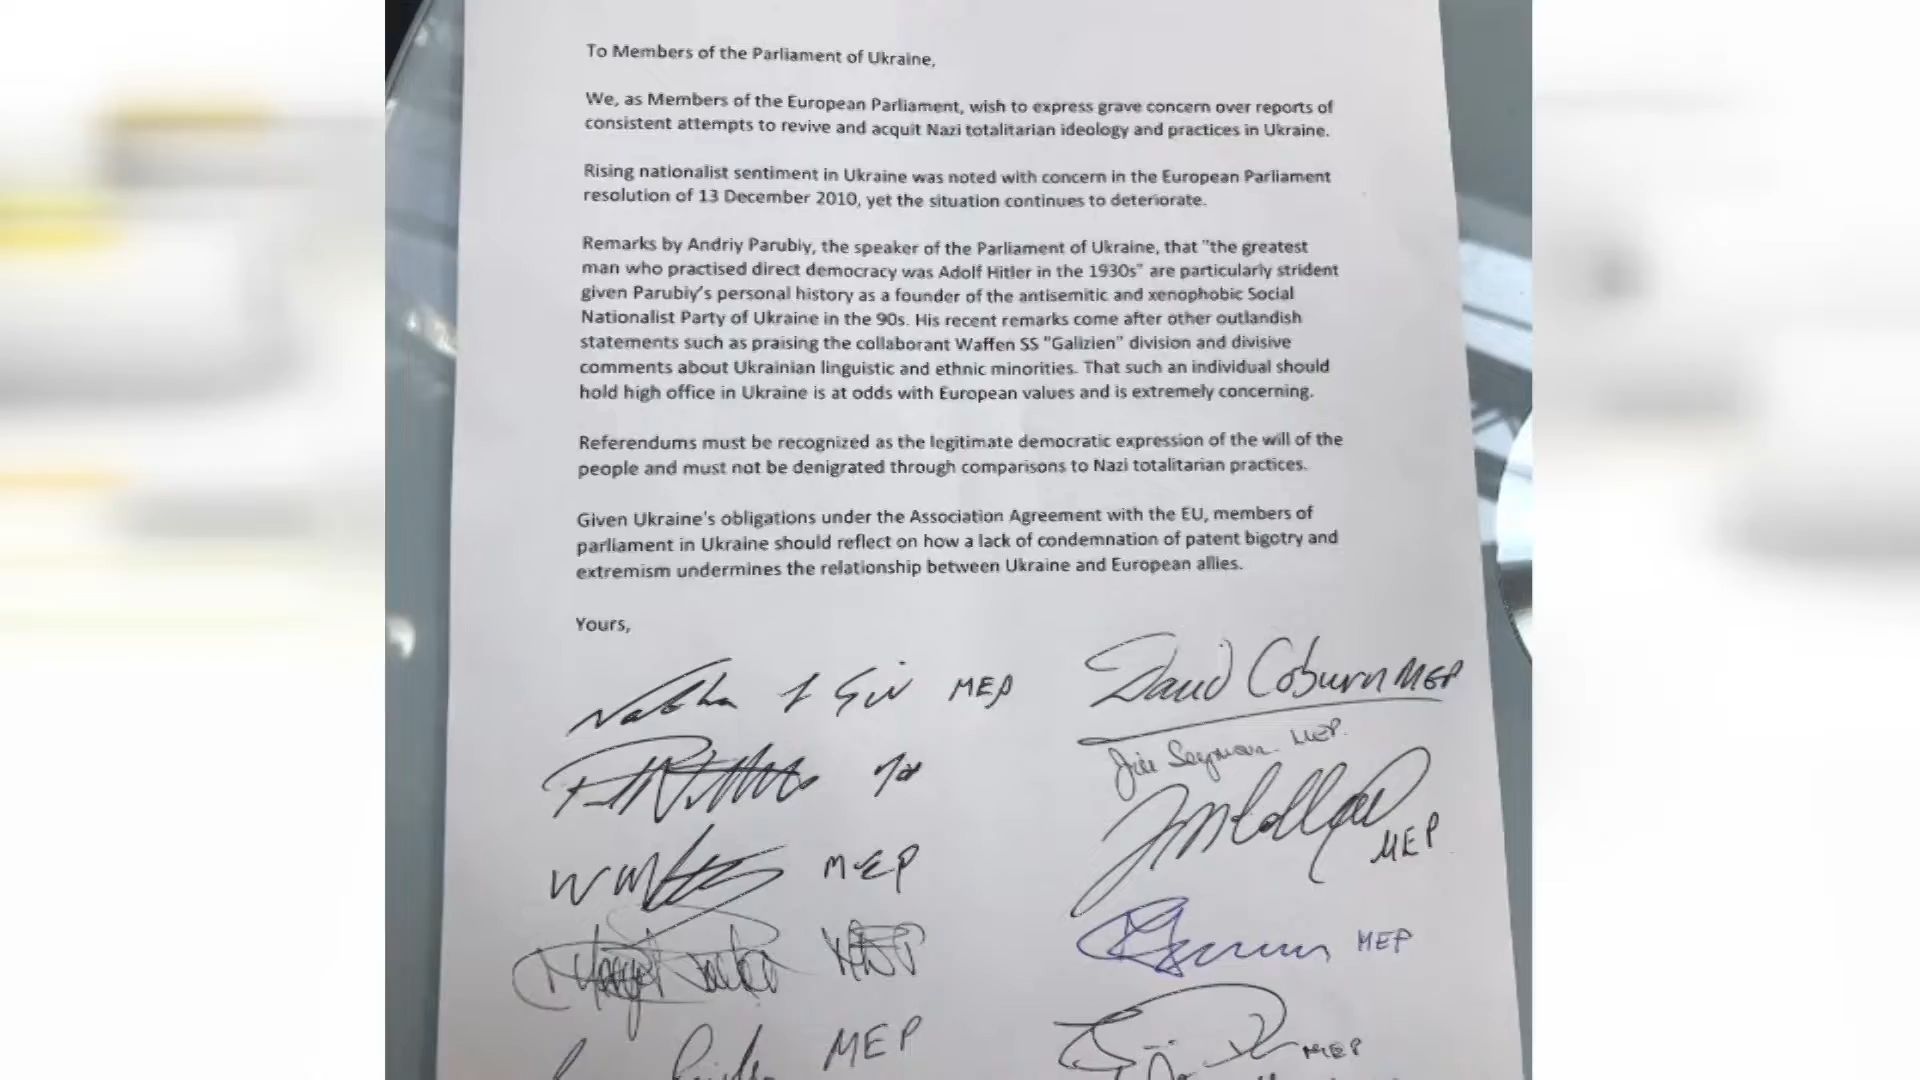 To Members of the Parliament of Ukraine,
We, as Members of the European Parliament, wish to express grave concern over reports of
consistent attempts to revive and acquit Nazi totalitarian ideology and practices in Ukraine.
Rising nationalist sentiment in Ukraine was noted with concern in the European Parliament
resolution of 13 December 2010, yet the situation continues to deteriorate.
Remarks by Andriy Parubiy, the speaker of the Parliament of Ukraine, that "the greatest
man who practised direct democracy was Adolf Hitler in the 1930s" are particularly strident
given Parubiy's personal history as a founder of the antisemitic and xenophobic Social
Nationalist Party of Ukraine in the 90s. His recent remarks come after other outlandish
statements such as praising the collaborant Waffen SS "Galizien" division and divisive
comments about Ukrainian linguistic and ethnic minorities. That such an individual should
hold high office in Ukraine is at odds with European values and is extremely concerning.
Referendums must be recognized as the legitimate democratic expression of the will of the
people and must not be denigrated through comparisons to Nazi totalitarian practices.
Given Ukraine's obligations under the Association Agreement with the EU, members of
parliament in Ukraine should reflect on how a lack of condemnation of patent bigotry and
extremism undermines the relationship between Ukraine and European allies.
Yours,
MEP
David Coburn MEP
Jill Seymour MEP.
MEP
MEP
MEP
MEP
MEP